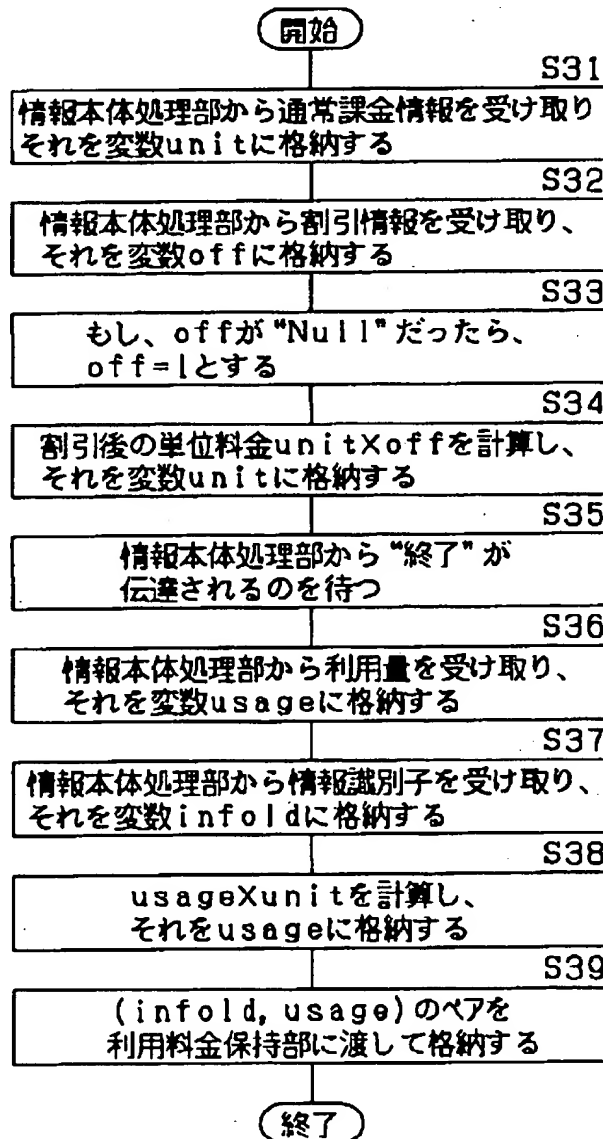 開始
S31
情報本体処理部から通常課金情報を受け取り
それを変数unitに格納する
S32
情報本体処理部から割引情報を受け取り、
それを変数offに格納する
S33
もし、offが“Null”だったら、
off=1とする
S34
割引後の単位料金unit×offを計算し、
それを変数unitに格納する
S35
情報本体処理部から“終了”が
伝達されるのを待つ
S36
情報本体処理部から利用量を受け取り、
それを変数usageに格納する
S37
情報本体処理部から情報識別子を受け取り、
それを変数infoIdに格納する
S38
usage×unitを計算し、
それをusageに格納する
S39
(infoId, usage)のペアを
利用料金保持部に渡して格納する
終了